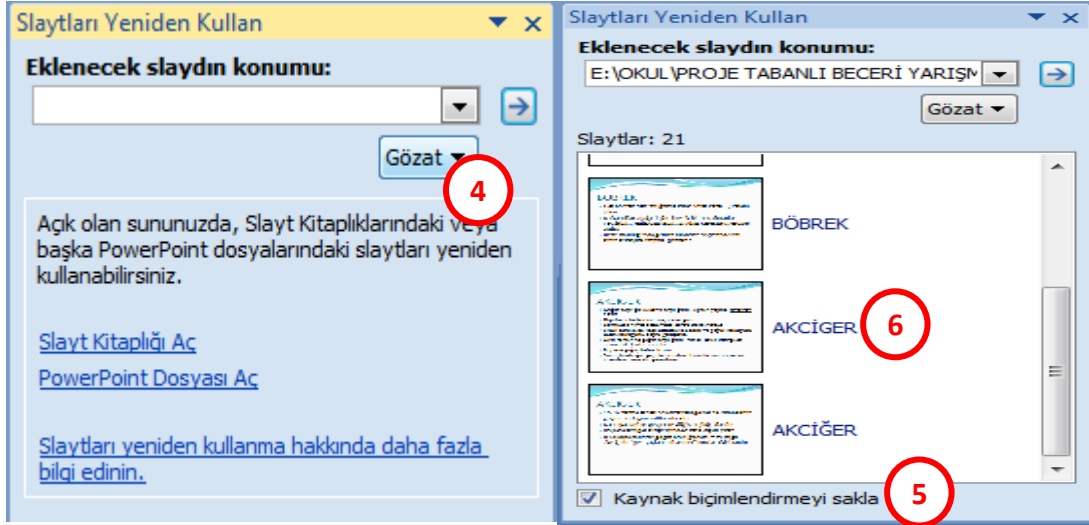 Slaytları Yeniden Kullan
Eklenecek slaydın konumu:
Gözat
4
Açık olan sununuzda, Slayt Kitaplıklarındaki veya
başka PowerPoint dosyalarındaki slaytları yeniden
kullanabilirsiniz.
Slayt Kitaplığı Aç
PowerPoint Dosyası Aç
Slaytları yeniden kullanma hakkında daha fazla
bilgi edinin.
Slaytları Yeniden Kullan
Eklenecek slaydın konumu:
E:\OKUL\PROJE TABANLI BECERİ YARIŞM
Gözat
Slaytlar: 21
BÖBREK
AKCİGER
6
AKCİĞER
Kaynak biçimlendirmeyi sakla
5